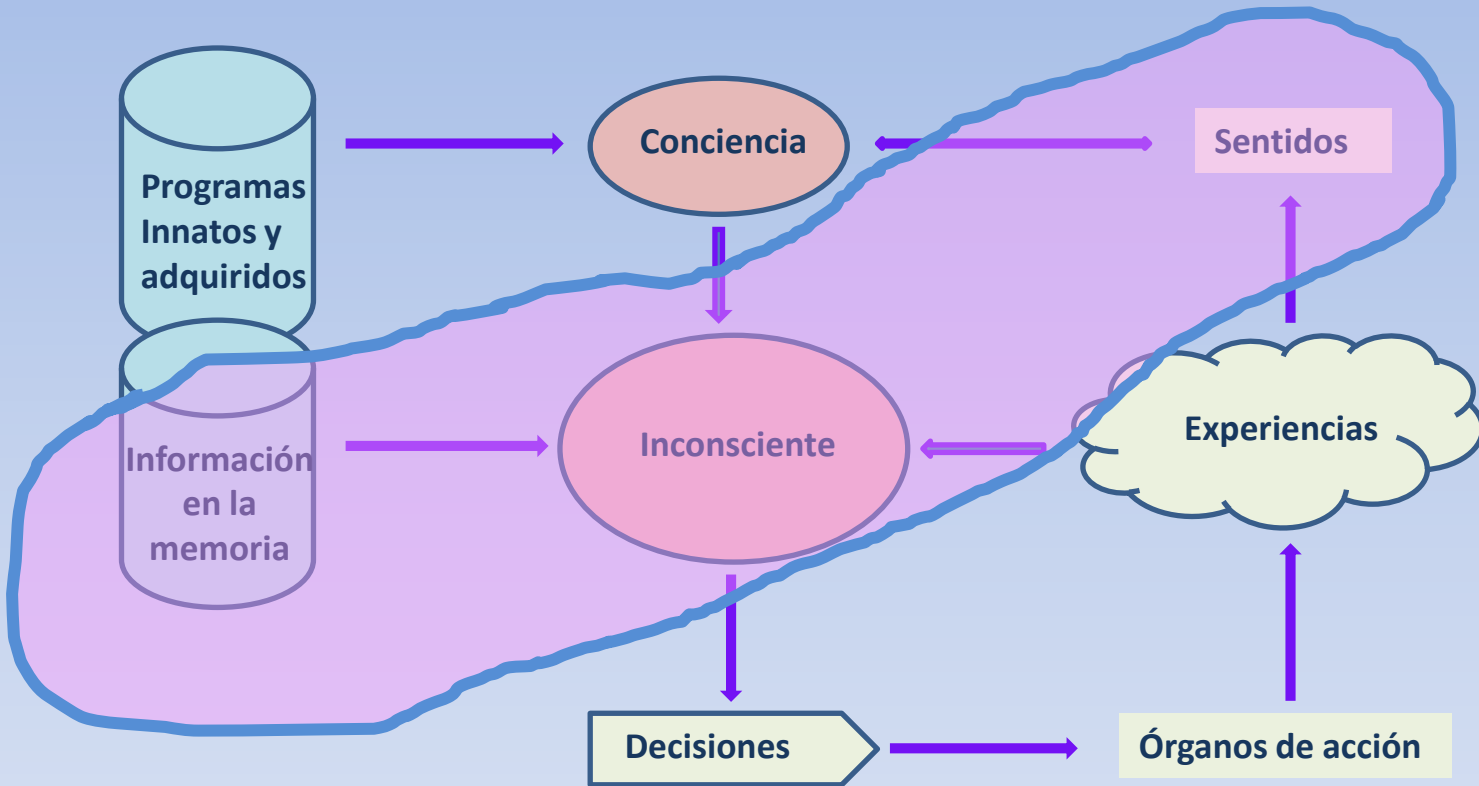 Conciencia
Sentidos
Programas
Innatos y
adquiridos
Experiencias
Inconsciente
Información
en la
memoria
Decisiones
Órganos de acción